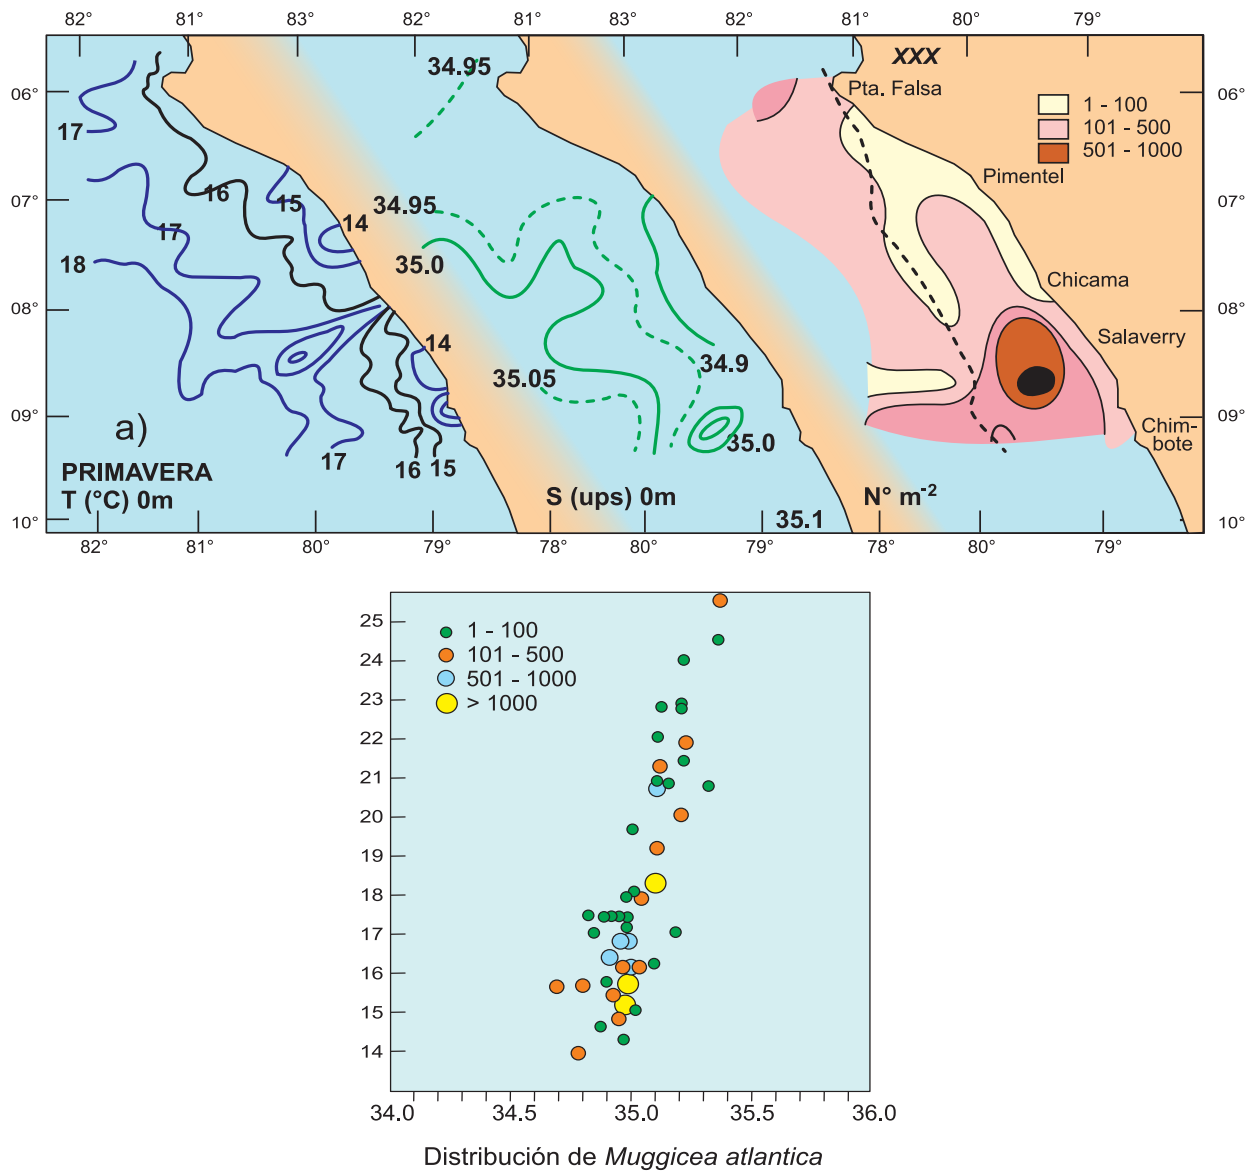 82° 81° 83° 82° 81° 83° 82° 81° 80° 79°
XXX
34.95
Pta. Falsa
06° 06°
1 - 100
17
101 - 500
501 - 1000
Pimentel
16
07° 15 34.95 07°
14
17
18 35.0
Chicama
08° 08°
Salaverry
14
34.9
35.05
09° 09°
a)
35.0
Chim-
bote
17 16 15
PRIMAVERA
T (°C) 0m S (ups) 0m N° m-2
35.1
10° 10°
82° 81° 80° 79° 78° 80° 79° 78° 80° 79°
25
1 - 100
101 - 500
24
501 - 1000
> 1000
23
22
21
20
19
18
17
16
15
14
34.0 34.5 35.0 35.5 36.0
Distribución de Muggicea atlantica